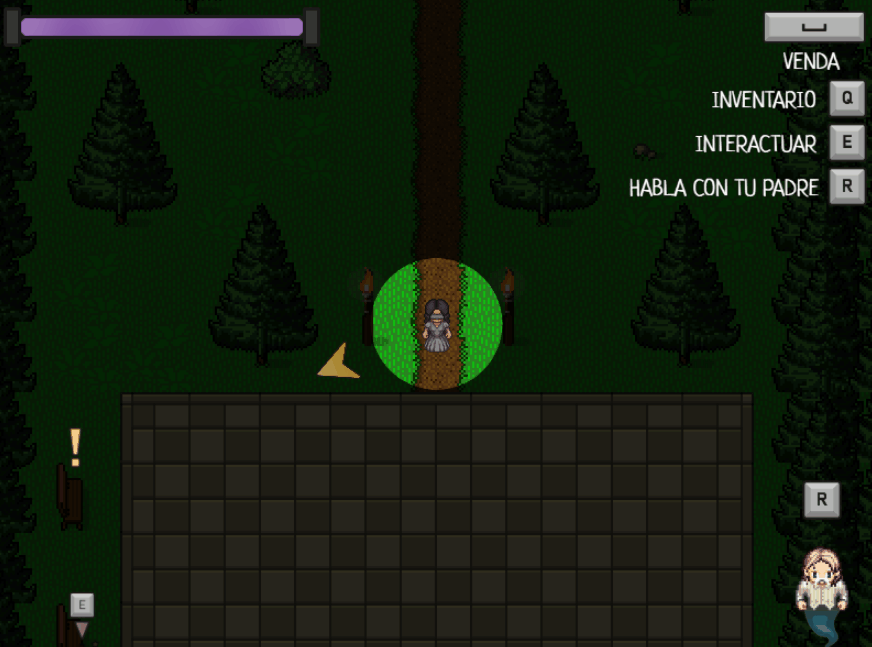 VENDA
INVENTARIO Q
INTERACTUAR E
HABLA CON TU PADRE R
!
R
E